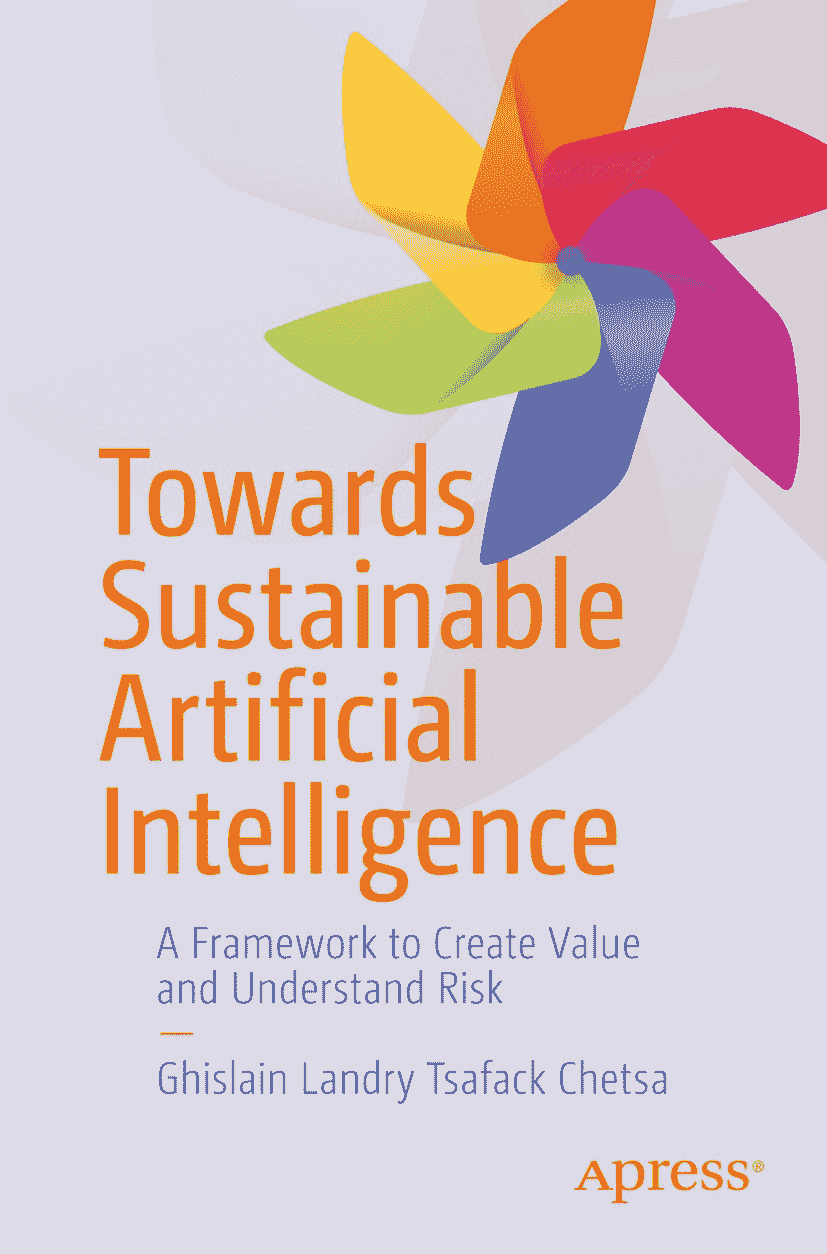 Towards
Sustainable
Artificial
Intelligence
A Framework to Create Value
and Understand Risk
Ghislain Landry Tsafack Chetsa
Apress®